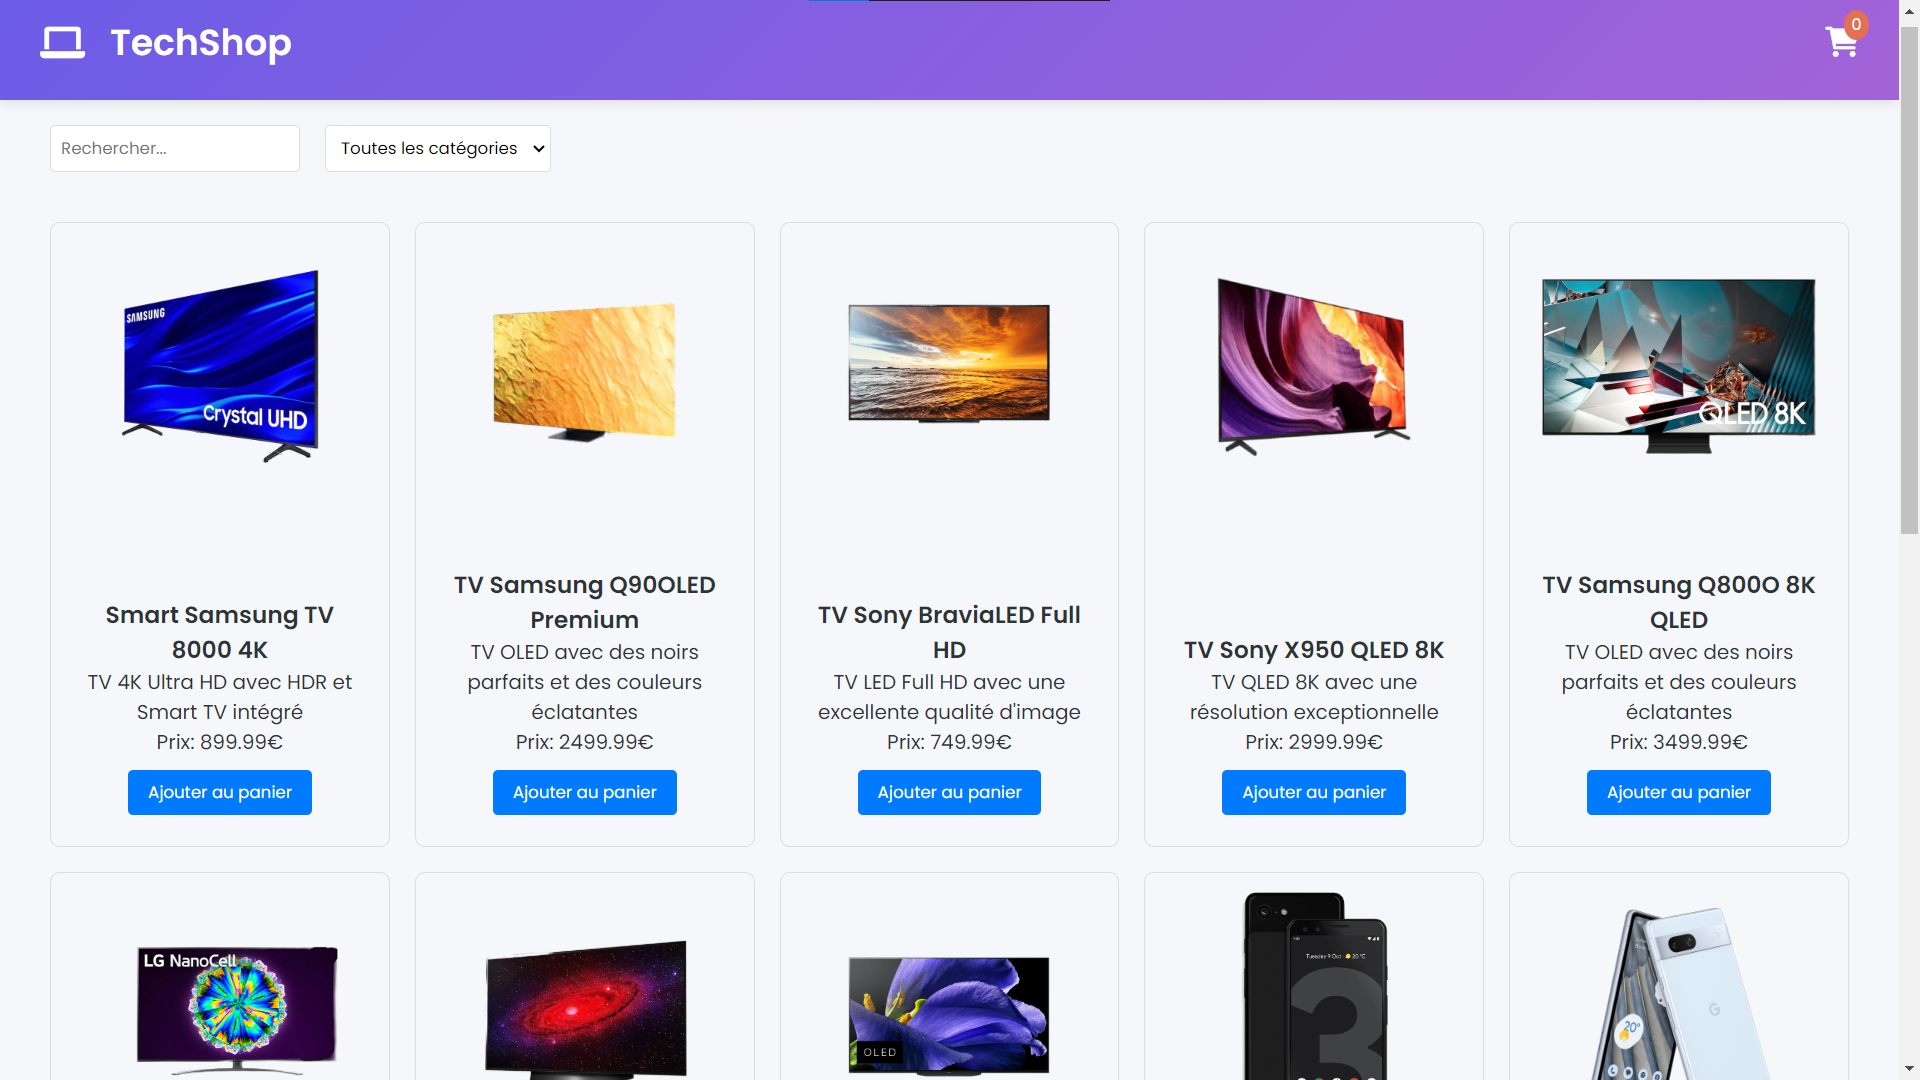 TechShop
0
Rechercher...
Toutes les catégories
SAMSUNG
Crystal UHD
QLED 8K
Smart Samsung TV
8000 4K
TV 4K Ultra HD avec HDR et
Smart TV intégré
Prix: 899.99€
Ajouter au panier
TV Samsung Q90OLED
Premium
TV OLED avec des noirs
parfaits et des couleurs
éclatantes
Prix: 2499.99€
Ajouter au panier
TV Sony BraviaLED Full
HD
TV LED Full HD avec une
excellente qualité d'image
Prix: 749.99€
Ajouter au panier
TV Sony X950 QLED 8K
TV QLED 8K avec une
résolution exceptionnelle
Prix: 2999.99€
Ajouter au panier
TV Samsung Q800O 8K
QLED
TV OLED avec des noirs
parfaits et des couleurs
éclatantes
Prix: 3499.99€
Ajouter au panier
LG NanoCell
OLED
Tuesday 9 Oct
20 °C
3
20°
G